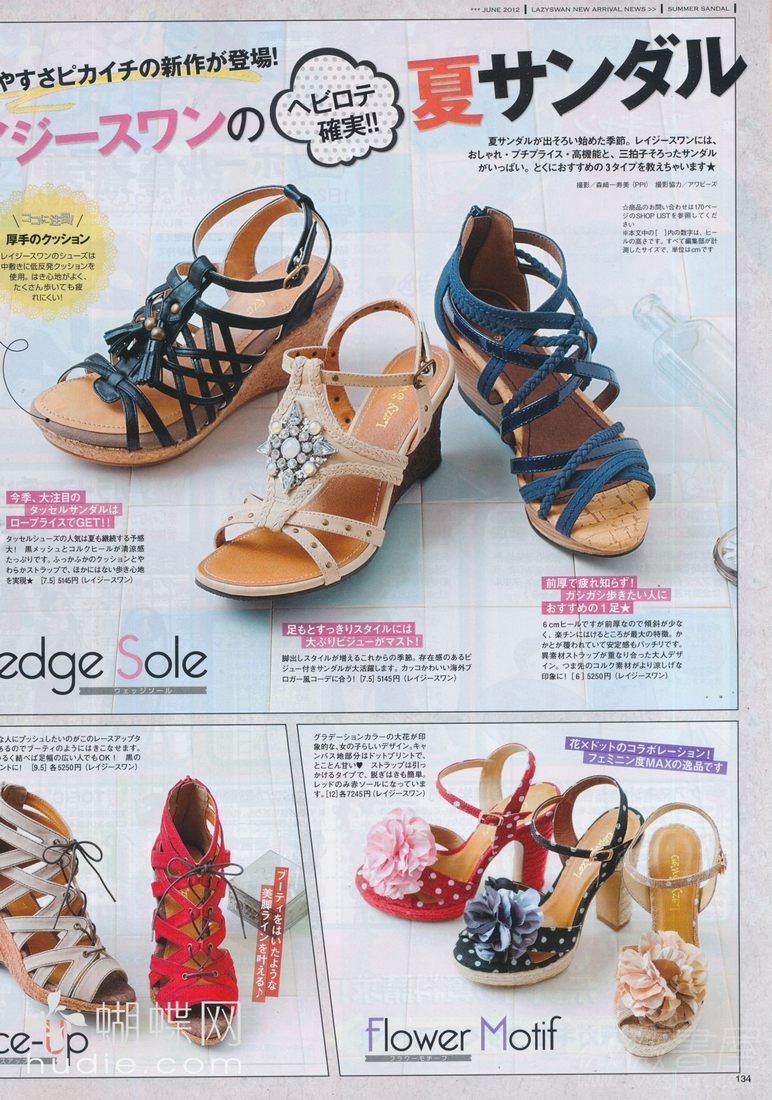 *** JUNE 2012 | LAZYSWAN NEW ARRIVAL NEWS >> | SUMMER SANDAL
やすさピカイチの新作が登場!
イジースワンの
ヘビロテ
確実!!
夏サンダル
夏サンダルが出そろい始めた季節。レイジースワンには、
おしゃれ・プチプライス・高機能と、三拍子そろったサンダル
がいっぱい。とくにおすすめの3タイプを教えちゃいます★
撮影/森﨑一寿美(PPI) 撮影協力/アワビーズ
☆商品のお問い合わせは170ペー
ジのSHOP LISTを参照してくだ
さい
※本文中の[ ]内の数字は、ヒー
ルの高さです。すべて編集部が計
測したサイズで、単位はcmです
ココに注目!
厚手のクッション
レイジースワンのシューズは
中敷きに低反発クッションを
使用。はき心地がよく、
たくさん歩いても疲
れにくい!
今季、大注目の
タッセルサンダルは
ロープライスでGET!!
タッセルシューズの人気は夏も継続する予感
大! 黒メッシュとコルクヒールが清涼感
たっぷりです。ふっかふかのクッションとや
わらかストラップで、ほかにはない歩き心地
を実現★ [7.5] 5145円(レイジースワン)
足もとすっきりスタイルには
大ぶりビジューがマスト!
脚出しスタイルが増えるこれからの季節。存在感のあるビ
ジュー付きサンダルが大活躍します。カッコかわいい海外ブ
ロガー風コーデに合う! [7.5] 5145円(レイジースワン)
前厚で疲れ知らず!
ガシガシ歩きたい人に
おすすめの1足★
6cmヒールですが前厚なので傾斜が少な
く、楽チンにはけるところが最大の特徴。か
かとが覆われていて安定感もバッチリです。
異素材ストラップが重なり合った大人デザ
イン。つま先のコルク素材がより涼しげな
印象に! [6] 5250円(レイジースワン)
edge Sole
ウェッジソール
な人にプッシュしたいのがこのレースアップタ
あるのでブーティのようにはきこなせます。
るく結べば足幅の広い人でもOK! 黒の
ントに! [9.5] 各5250円(レイジースワン)
ブーティをはいたような
美脚ラインを叶える♪
ce-Up
スアップ
グラデーションカラーの大花が印
象的な、女の子らしいデザイン。キャ
ンバス地部分はドットプリントで、
とことん甘い♥ ストラップは引っ
かけるタイプで、脱ぎはきも簡単。
レッドのみ赤ソールになっていま
す。[12] 各7245円(レイジースワン)
花×ドットのコラボレーション!
フェミニン度MAXの逸品です
Flower Motif
フラワーモチーフ
蝴蝶网
hudie.com
134